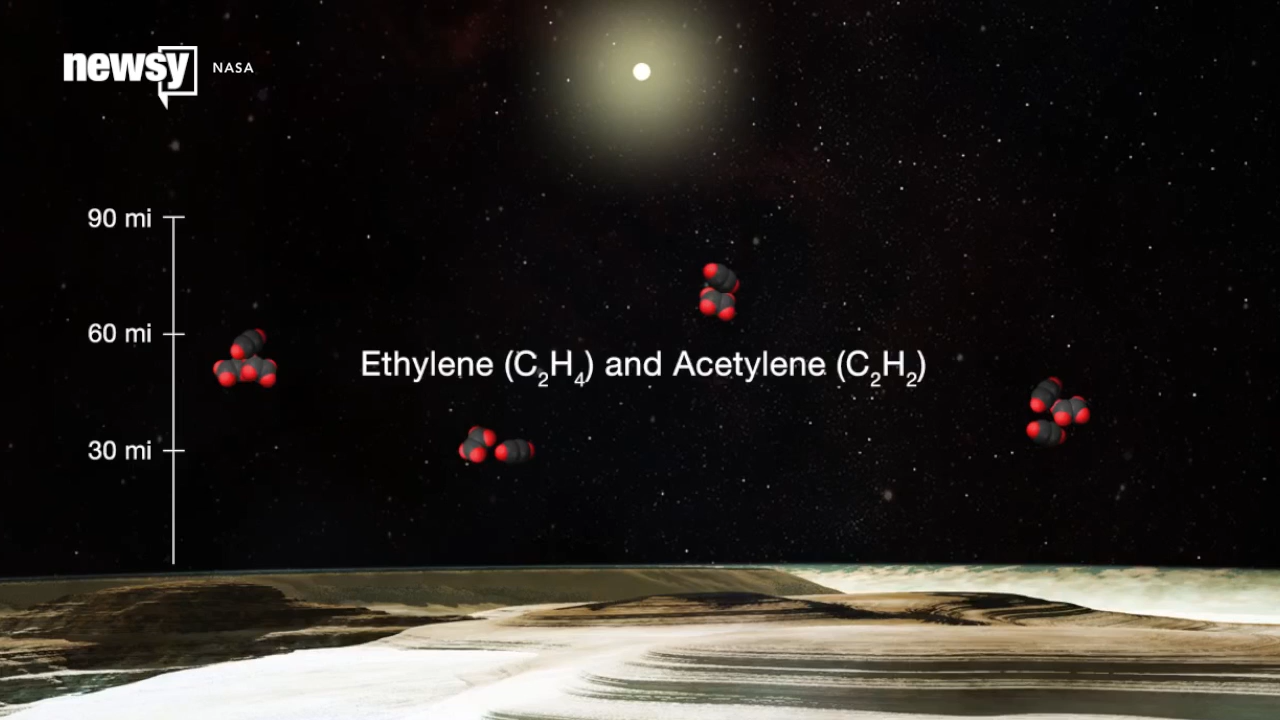 newsy NASA
90 mi
60 mi
Ethylene (C₂H₄) and Acetylene (C₂H₂)
30 mi